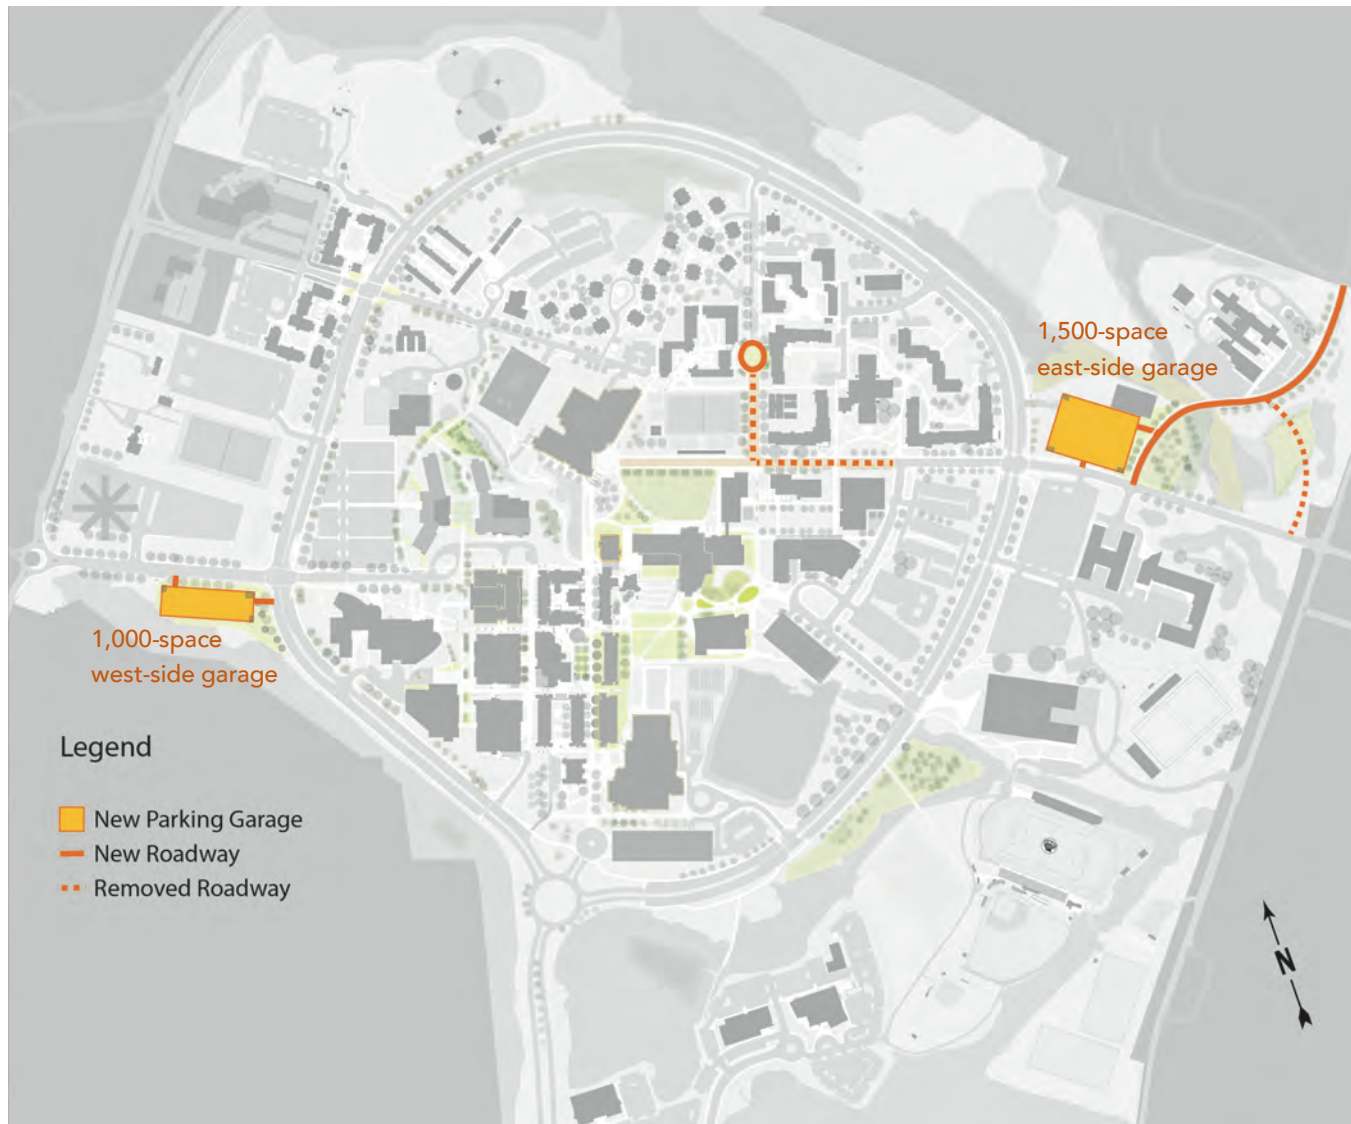 1,500-space
east-side garage
1,000-space
west-side garage
Legend
New Parking Garage
New Roadway
Removed Roadway
N